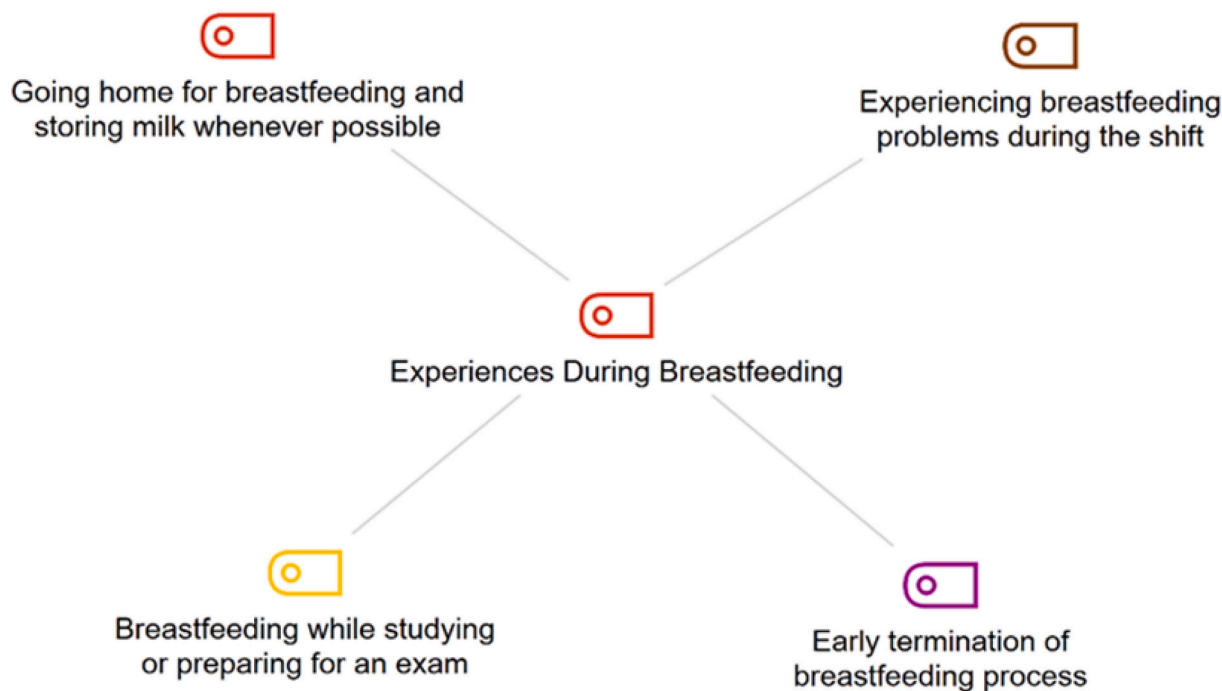 Going home for breastfeeding and
storing milk whenever possible
Experiencing breastfeeding
problems during the shift
Experiences During Breastfeeding
Breastfeeding while studying
or preparing for an exam
Early termination of
breastfeeding process